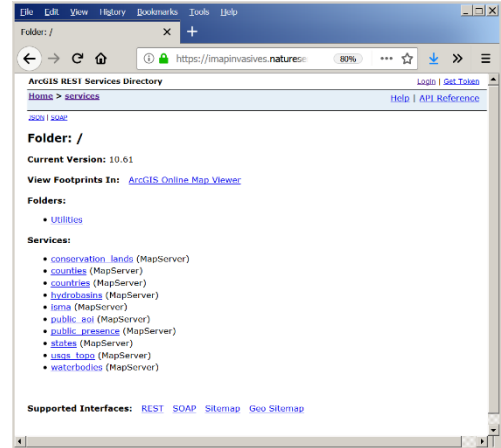 File Edit View History Bookmarks Tools Help
Folder: /
https://imapinvasives.naturese 80%
ArcGIS REST Services Directory Login | Get Token
Home > services Help | API Reference
JSON | SOAP
Folder: /
Current Version: 10.61
View Footprints In: ArcGIS Online Map Viewer
Folders:
• Utilities
Services:
• conservation_lands (MapServer)
• counties (MapServer)
• countries (MapServer)
• hydrobasins (MapServer)
• isma (MapServer)
• public_aoi (MapServer)
• public_presence (MapServer)
• states (MapServer)
• usgs_topo (MapServer)
• waterbodies (MapServer)
Supported Interfaces: REST SOAP Sitemap Geo Sitemap